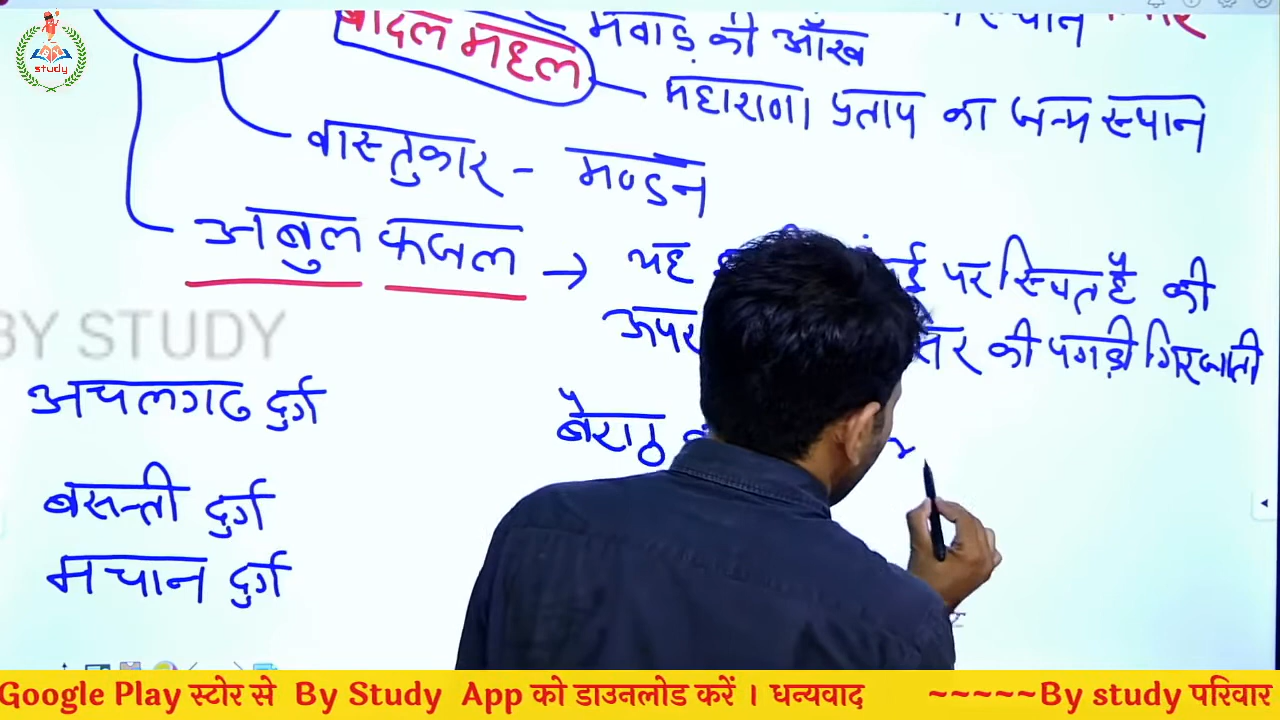 study
बादल महल
मेवाड़ की आँख
स्थान
महाराणा प्रताप का जन्म स्थान
वास्तुकार - मण्डन
अबुल फजल → यह पर स्थित है की
ऊपर की पगड़ी गिर जाती
BY STUDY
अचलगढ दुर्ग
बैराठ
बसन्ती दुर्ग
मचान दुर्ग
Google Play स्टोर से By Study App को डाउनलोड करें । धन्यवाद ~~~~~By study परिवार